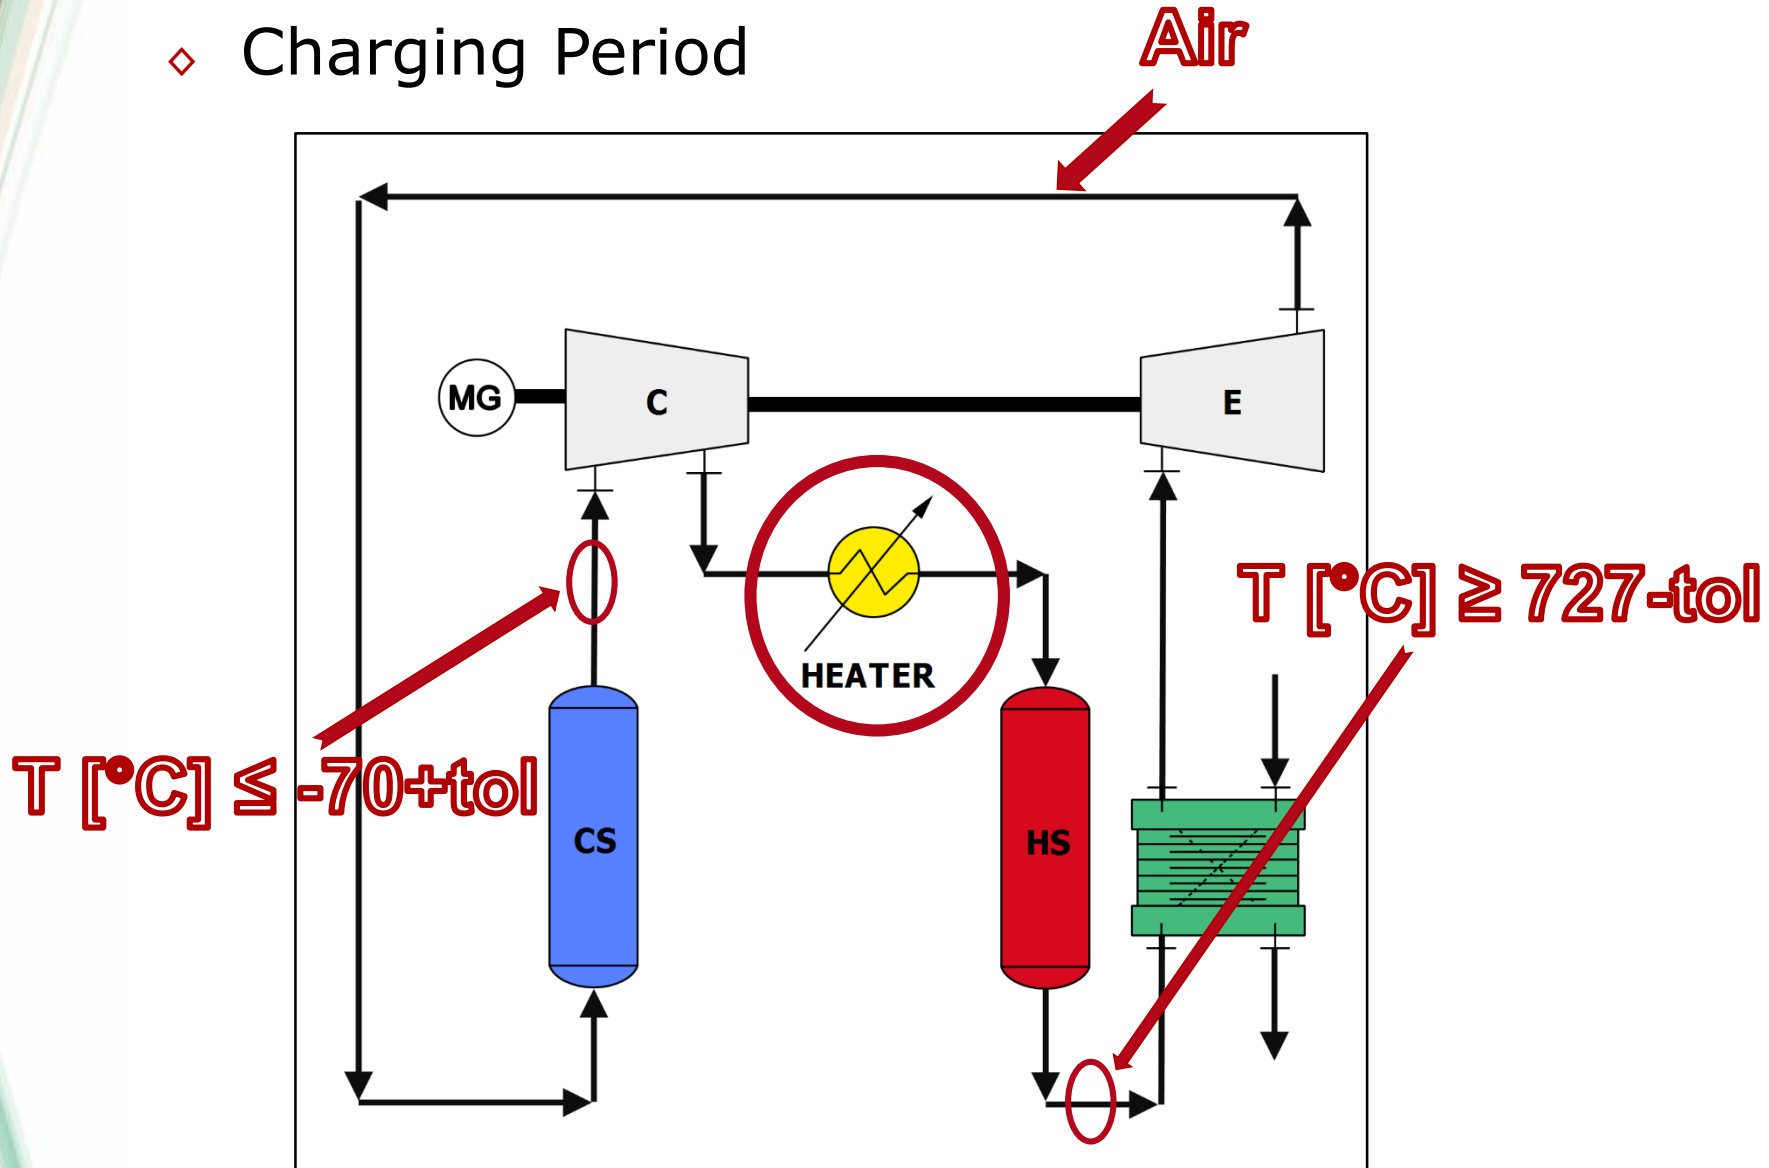 Charging Period
Air
MG
C
E
T [°C] ≥ 727-tol
HEATER
T [°C] ≤ -70+tol
CS
HS